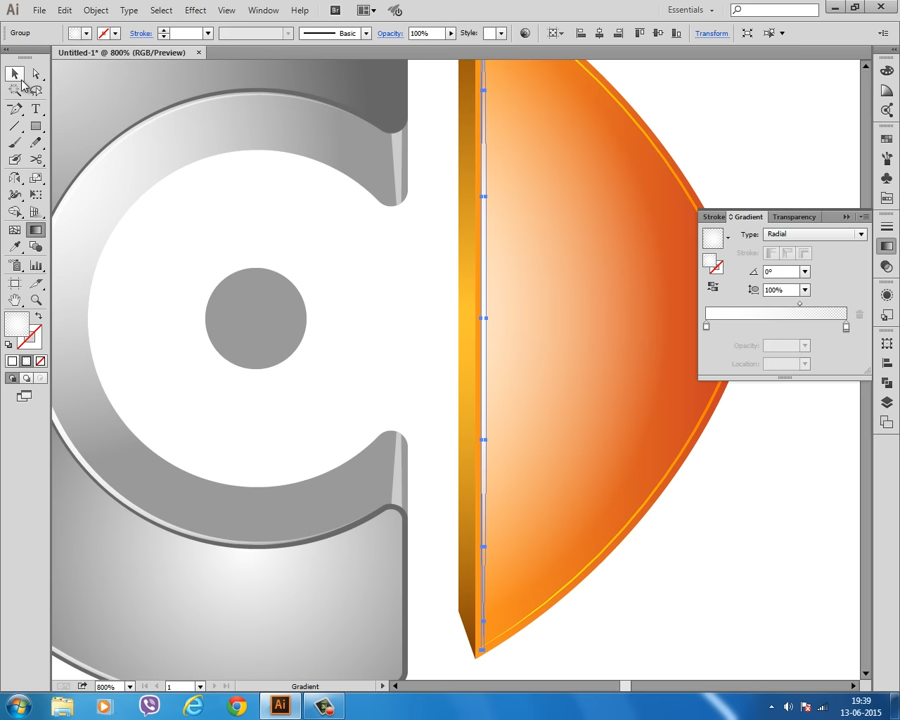 Ai File Edit Object Type Select Effect View Window Help Br Essentials
Group Stroke: Basic Opacity: 100% Style: Transform
Untitled-1* @ 800% (RGB/Preview) ×
T
Stroke Gradient Transparency
Type: Radial
Stroke:
0°
100%
Opacity:
Location:
800% 1 Gradient
Ai
19:39
13-06-2015